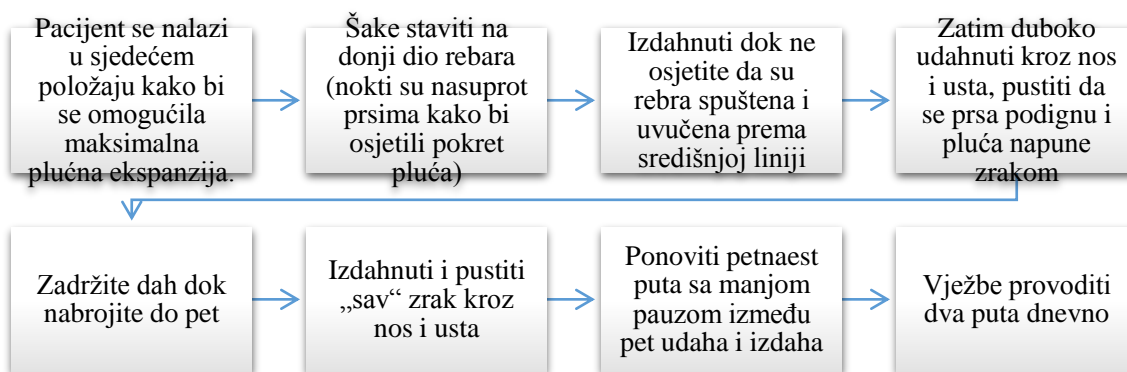 Pacijent se nalazi
u sjedećem
položaju kako bi
se omogućila
maksimalna
plućna ekspanzija.
Šake staviti na
donji dio rebara
(nokti su nasuprot
prsima kako bi
osjetili pokret
pluća)
Izdahnuti dok ne
osjetite da su
rebra spuštena i
uvučena prema
središnjoj liniji
Zatim duboko
udahnuti kroz nos
i usta, pustiti da
se prsa podignu i
pluća napune
zrakom
Zadržite dah dok
nabrojite do pet
Izdahnuti i pustiti
„sav“ zrak kroz
nos i usta
Ponoviti petnaest
puta sa manjom
pauzom između
pet udaha i izdaha
Vježbe provoditi
dva puta dnevno